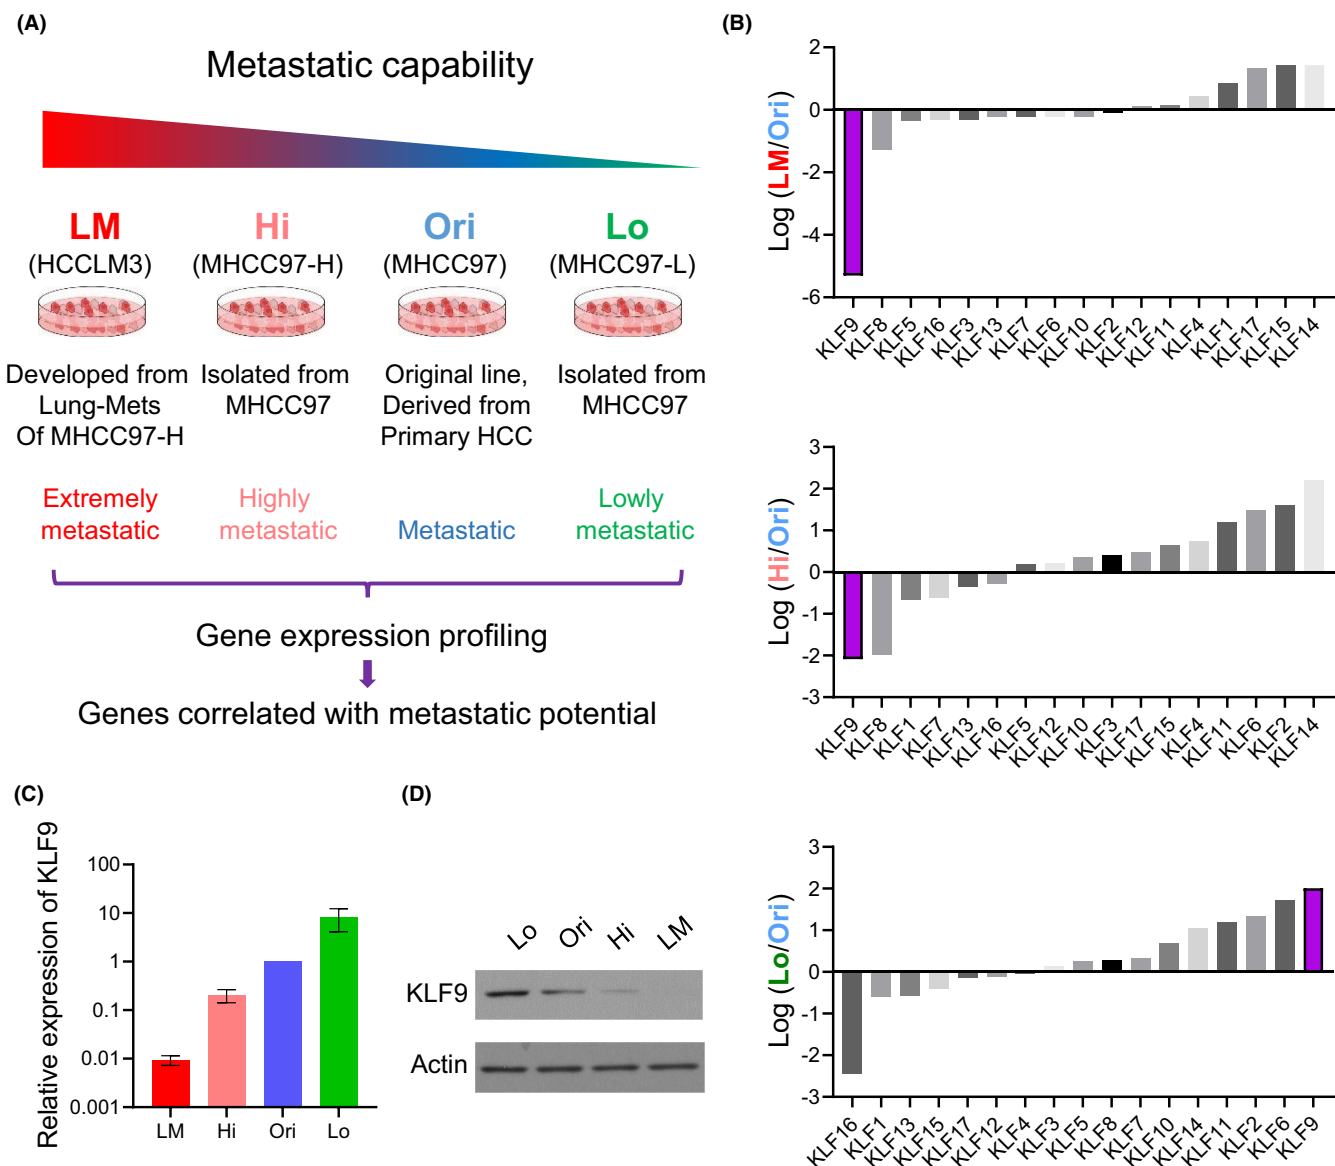 (A)
Metastatic capability
LM
(HCCLM3)
Developed from
Lung-Mets
Of MHCC97-H
Extremely
metastatic
Hi
(MHCC97-H)
Isolated from
MHCC97
Highly
metastatic
Ori
(MHCC97)
Original line,
Derived from
Primary HCC
Metastatic
Lo
(MHCC97-L)
Isolated from
MHCC97
Lowly
metastatic
Gene expression profiling
Genes correlated with metastatic potential
(B)
Log (LM/Ori)
2
0
-2
-4
-6
KLF9
KLF8
KLF5
KLF16
KLF3
KLF13
KLF7
KLF6
KLF10
KLF2
KLF12
KLF11
KLF4
KLF1
KLF17
KLF15
KLF14
Log (Hi/Ori)
3
2
1
0
-1
-2
-3
KLF9
KLF8
KLF1
KLF7
KLF13
KLF16
KLF5
KLF12
KLF10
KLF3
KLF17
KLF15
KLF4
KLF11
KLF6
KLF2
KLF14
Log (Lo/Ori)
3
2
1
0
-1
-2
-3
KLF16
KLF1
KLF13
KLF15
KLF17
KLF12
KLF4
KLF3
KLF5
KLF8
KLF7
KLF10
KLF14
KLF11
KLF2
KLF6
KLF9
(C)
Relative expression of KLF9
100
10
1
0.1
0.01
0.001
LM
Hi
Ori
Lo
(D)
Lo
Ori
Hi
LM
KLF9
Actin